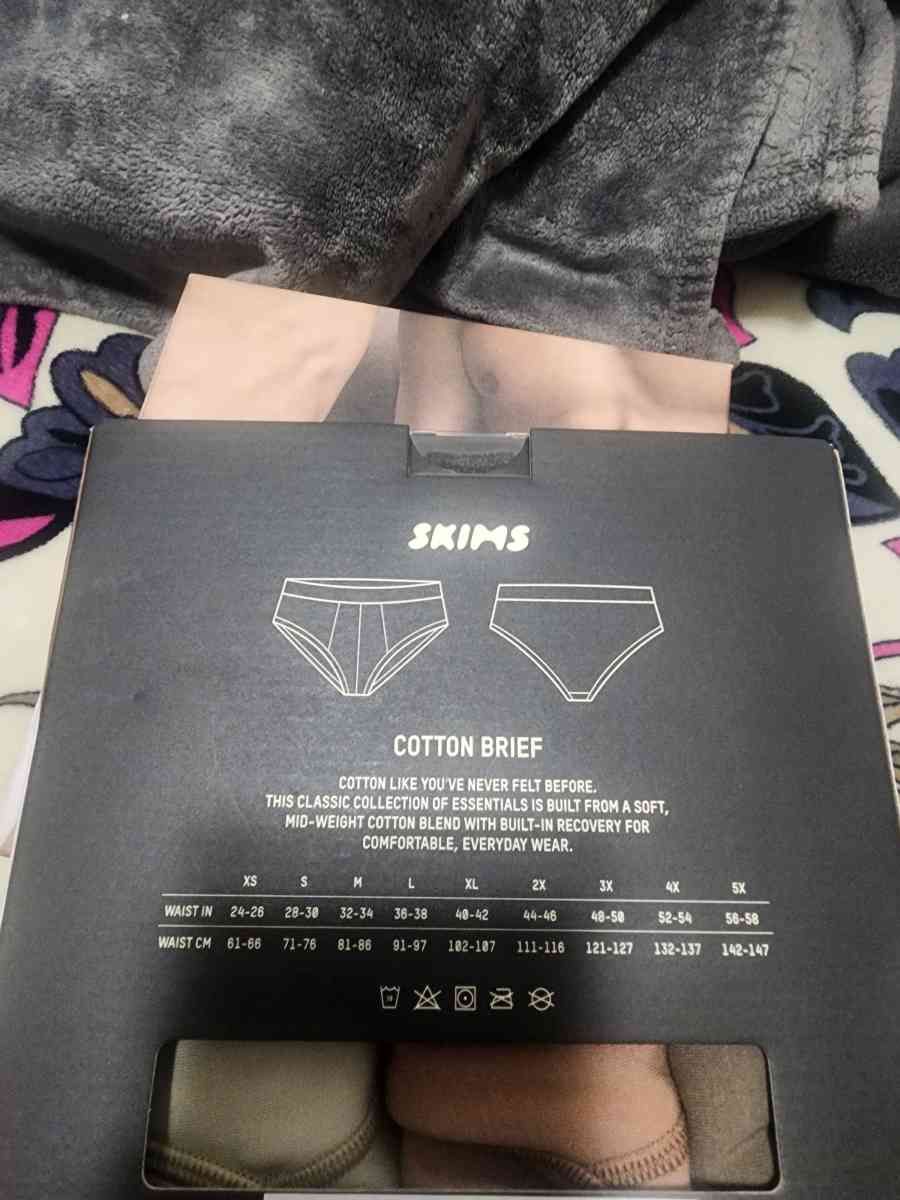 SKIMS
COTTON BRIEF
COTTON LIKE YOU'VE NEVER FELT BEFORE.
THIS CLASSIC COLLECTION OF ESSENTIALS IS BUILT FROM A SOFT,
MID-WEIGHT COTTON BLEND WITH BUILT-IN RECOVERY FOR
COMFORTABLE, EVERYDAY WEAR.
XS S M L XL 2X 3X 4X 5X
WAIST IN 24-26 28-30 32-34 36-38 40-42 44-46 48-50 52-54 56-58
WAIST CM 61-66 71-76 81-86 91-97 102-107 111-116 121-127 132-137 142-147